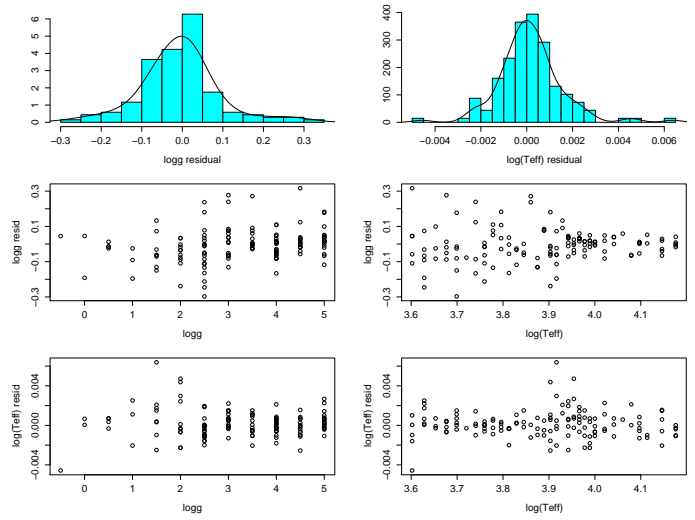 0 1 2 3 4 5 6
−0.3 −0.2 −0.1 0.0 0.1 0.2 0.3
logg residual
0 100 200 300 400
−0.004 −0.002 0.000 0.002 0.004 0.006
log(Teff) residual
logg resid
−0.3 −0.1 0.1 0.3
0 1 2 3 4 5
logg
logg resid
−0.3 −0.1 0.1 0.3
3.6 3.7 3.8 3.9 4.0 4.1
log(Teff)
log(Teff) resid
−0.004 0.000 0.004
0 1 2 3 4 5
logg
log(Teff) resid
−0.004 0.000 0.004
3.6 3.7 3.8 3.9 4.0 4.1
log(Teff)